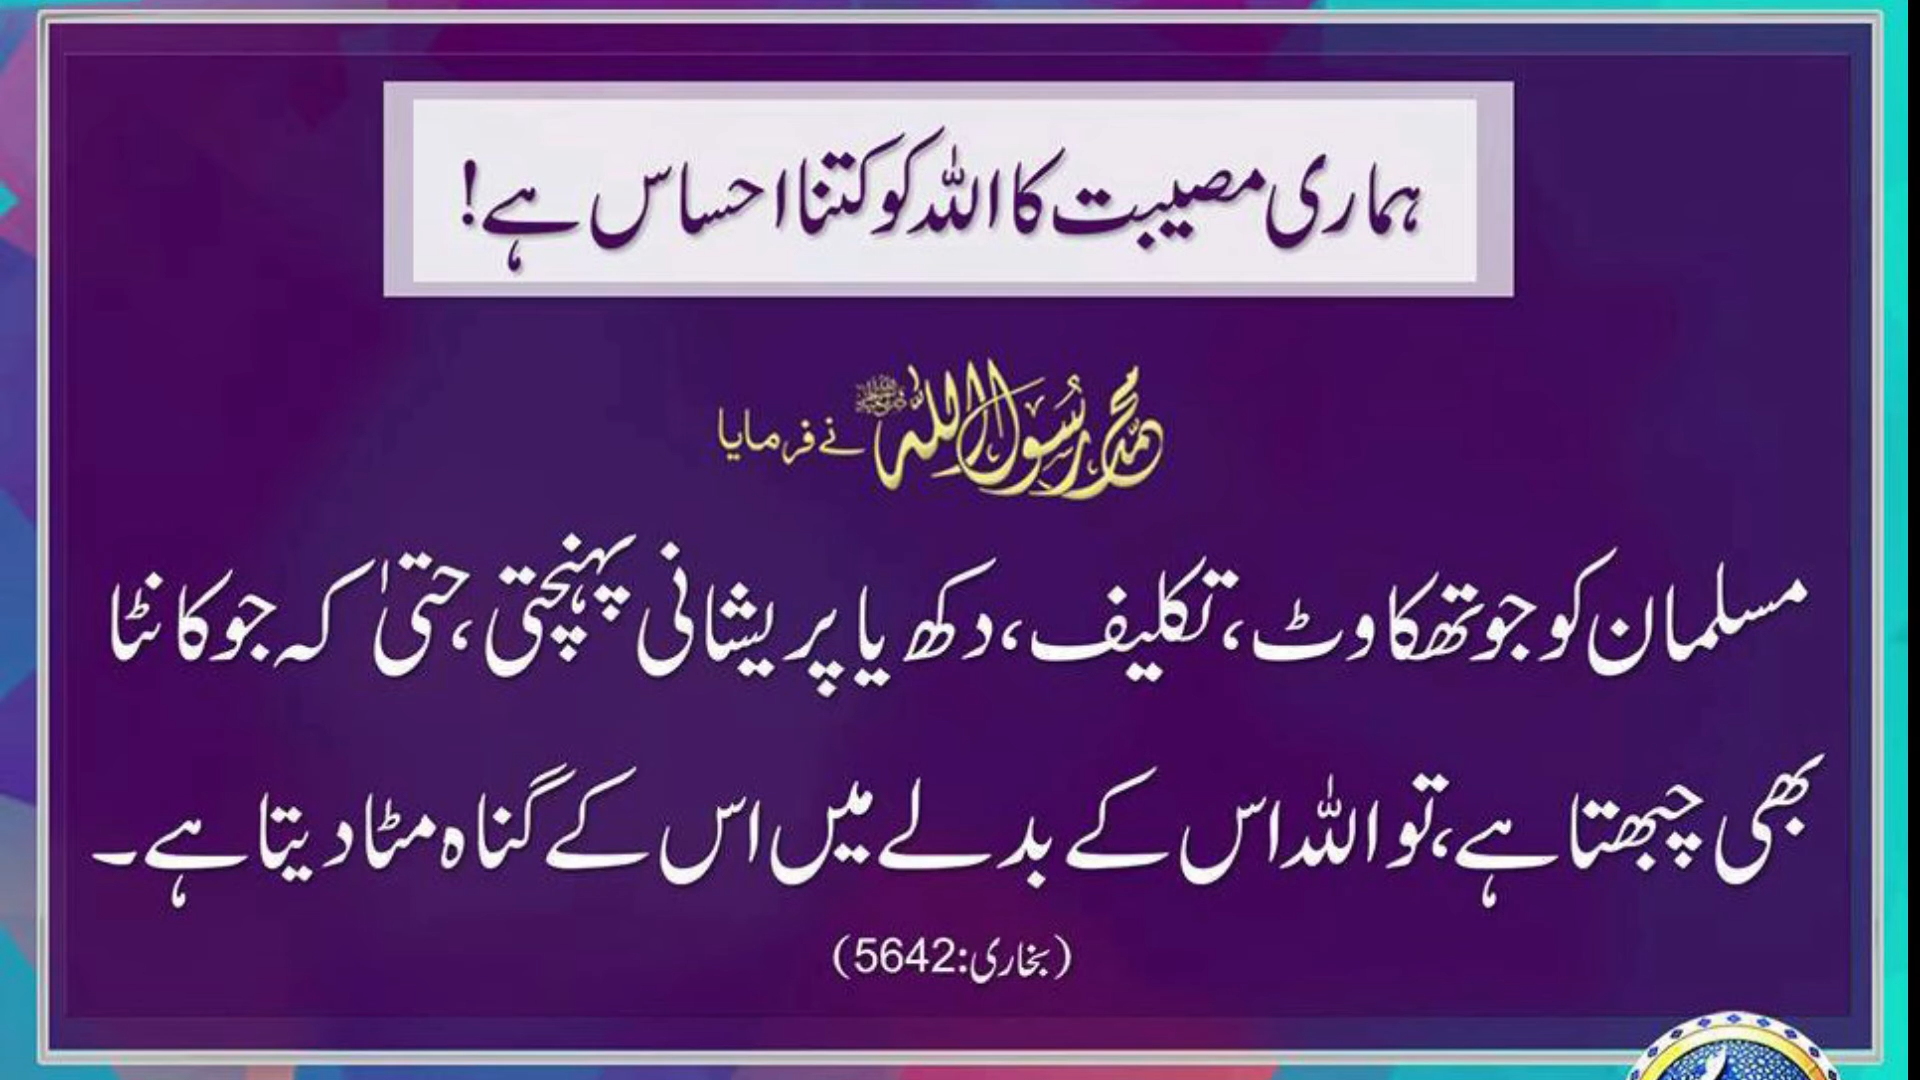 ہماری مصیبت کا اللہ کو کتنا احساس ہے!
محمد رسول اللہ ﷺ نے فرمایا
مسلمان کو جو تھکاوٹ، تکلیف، دکھ یا پریشانی پہنچتی، حتیٰ کہ جو کانٹا
بھی چبھتا ہے، تو اللہ اس کے بدلے میں اس کے گناہ مٹا دیتا ہے۔
(بخاری:5642)